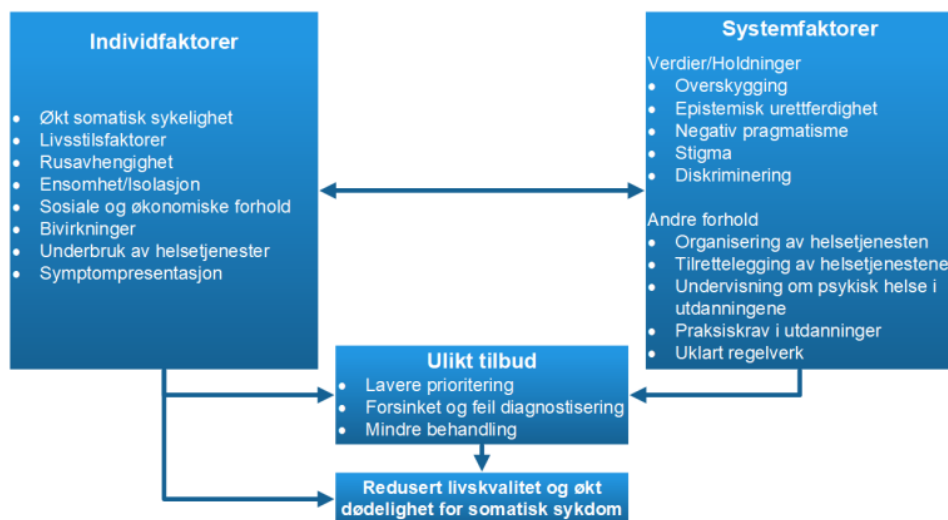 Individfaktorer
• Økt somatisk sykelighet
• Livsstilsfaktorer
• Rusavhengighet
• Ensomhet/Isolasjon
• Sosiale og økonomiske forhold
• Bivirkninger
• Underbruk av helsetjenester
• Symptompresentasjon
Systemfaktorer
Verdier/Holdninger
• Overskygging
• Epistemisk urettferdighet
• Negativ pragmatisme
• Stigma
• Diskriminering
Andre forhold
• Organisering av helsetjenesten
• Tilrettelegging av helsetjenestene
• Undervisning om psykisk helse i
utdanningene
• Praksiskrav i utdanninger
• Uklart regelverk
Ulikt tilbud
• Lavere prioritering
• Forsinket og feil diagnostisering
• Mindre behandling
Redusert livskvalitet og økt
dødelighet for somatisk sykdom